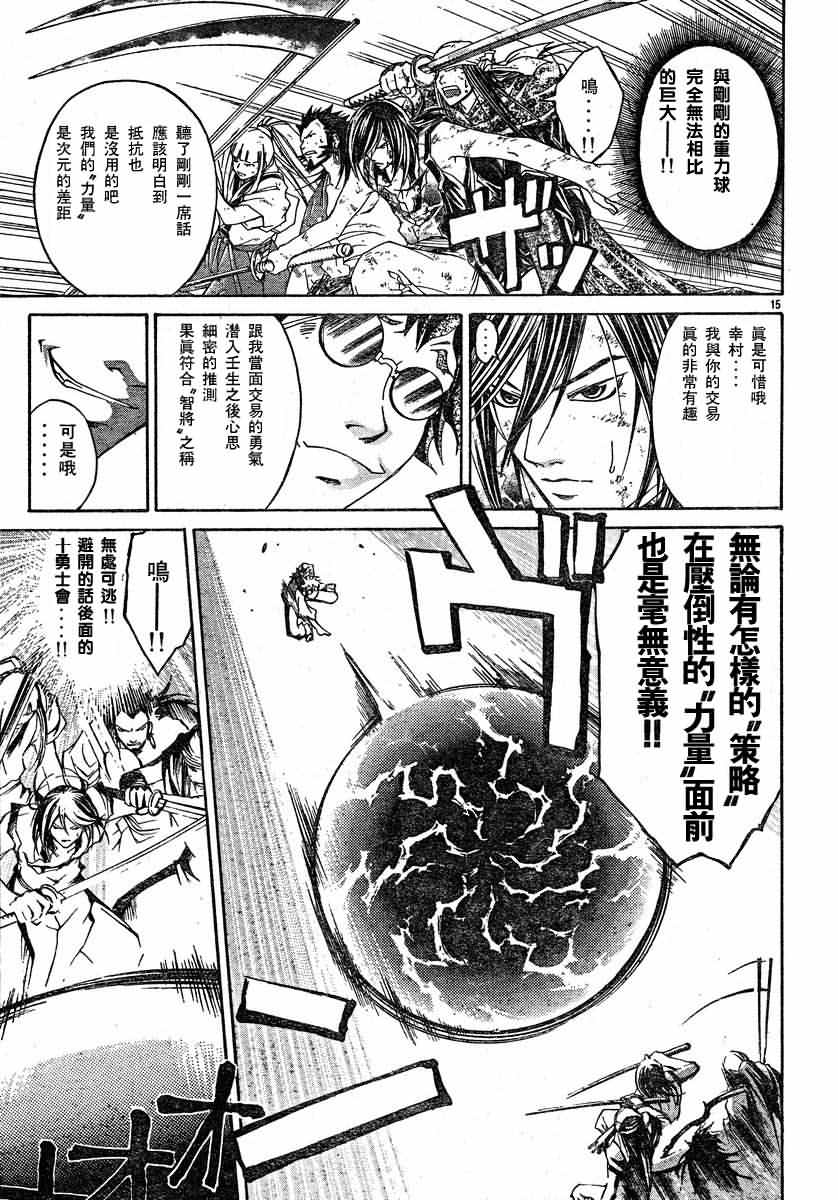 與剛剛的重力球
完全無法相比
的巨大──!!
嗚
····!!
聽了剛剛一席話
應該明白到
抵抗也
是沒用的吧
我們的〝力量〞
是次元的差距
ザザッ
15
真是可惜哦
幸村···
我與你的交易
真的非常有趣
····
跟我當面交易的勇氣
潛入壬生之後心思
細密的推測
果真符合〝智將〞之稱
可是哦
·····
無論有怎樣的〝策略〞
在壓倒性的〝力量〞面前
也是毫無意義!!
ヴン
嗚
─!!
無處可逃!!
避開的話後面的
十勇士會···!!
オオオ